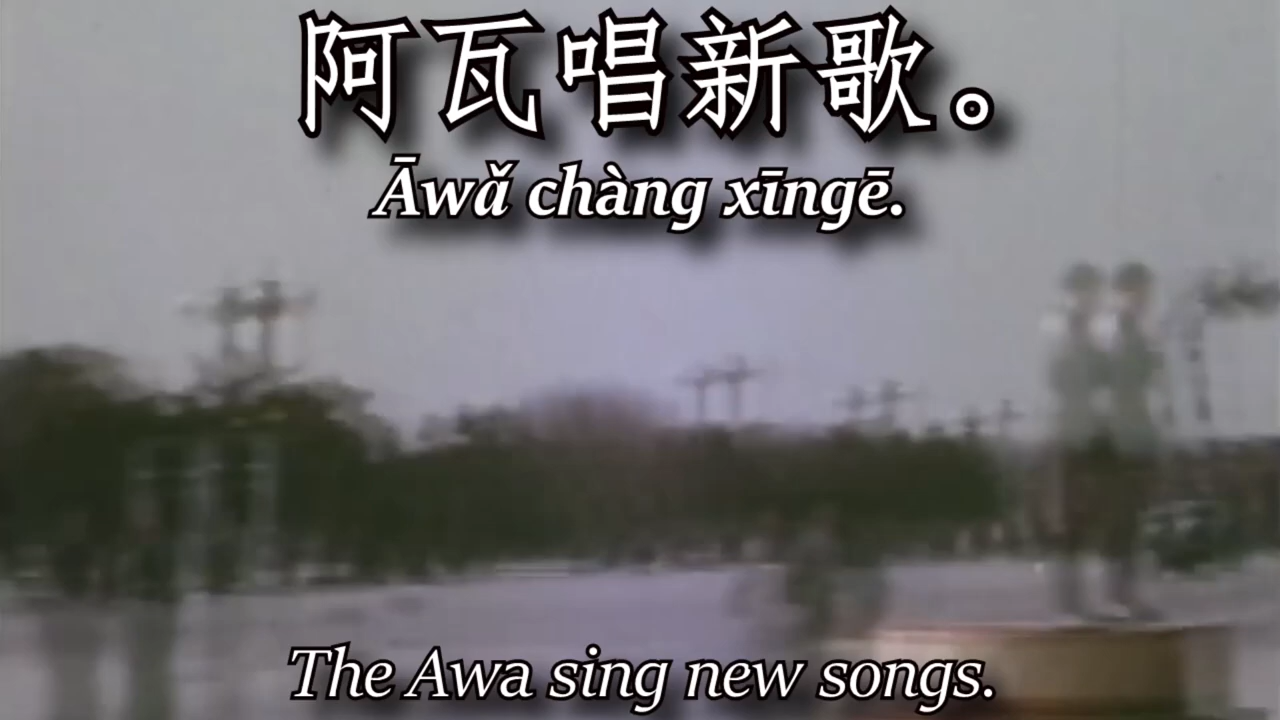 阿瓦唱新歌。
Āwǎ chàng xīngē.
The Awa sing new songs.